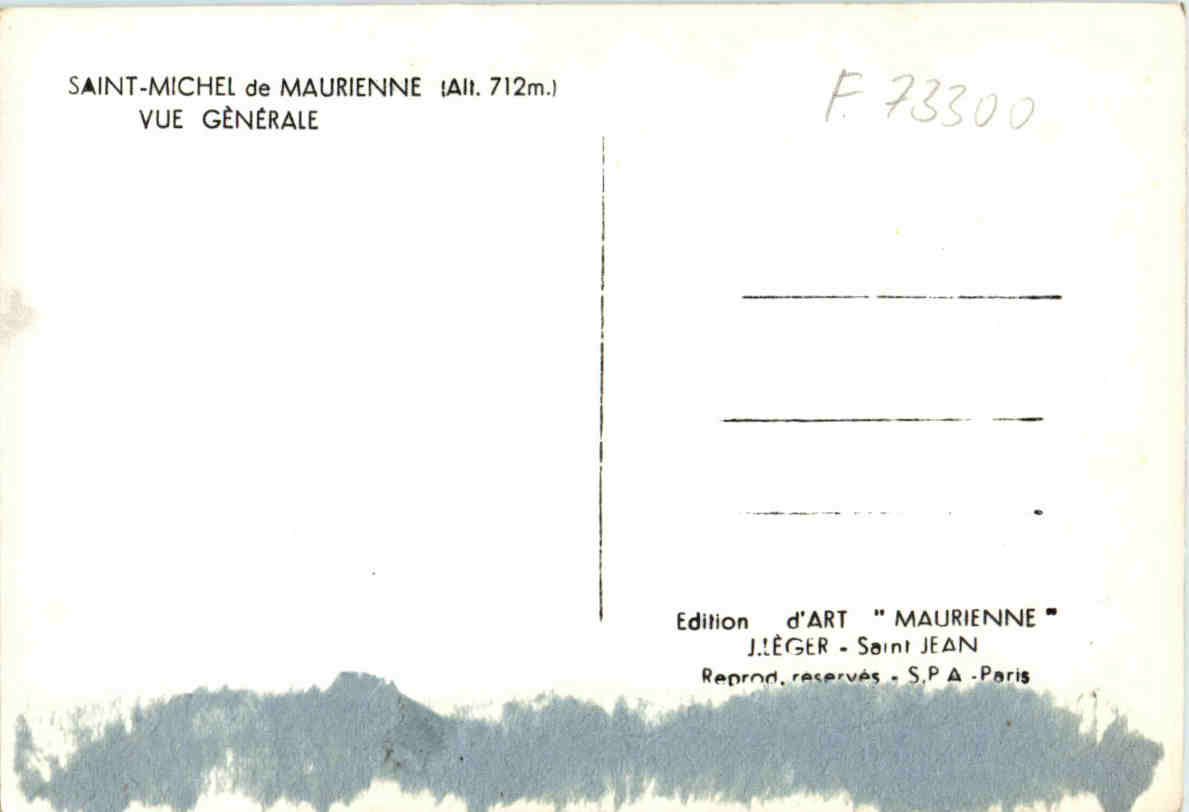 SAINT-MICHEL de MAURIENNE (Alt. 712m.)
VUE GÈNÉRALE
F. 73300
Edition d'ART " MAURIENNE "
J.LÈGER - Saint JEAN
Reprod. reservés - S.P.A -Paris